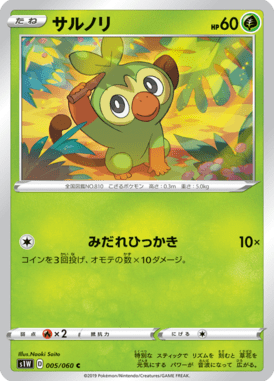 たね サルノリ HP60
全国図鑑NO.810 こざるポケモン 高さ:0.3m 重さ:5.0kg
みだれひっかき 10×
コインを3回投げ、オモテの数×10ダメージ。
弱点 ×2 抵抗力 にげる
Illus.Naoki Saito
s1W D 005/060 C
特別な スティックで リズムを 刻むと 草花を
元気にする パワーが 音波になって 広がる。
©2019 Pokémon/Nintendo/Creatures/GAME FREAK.